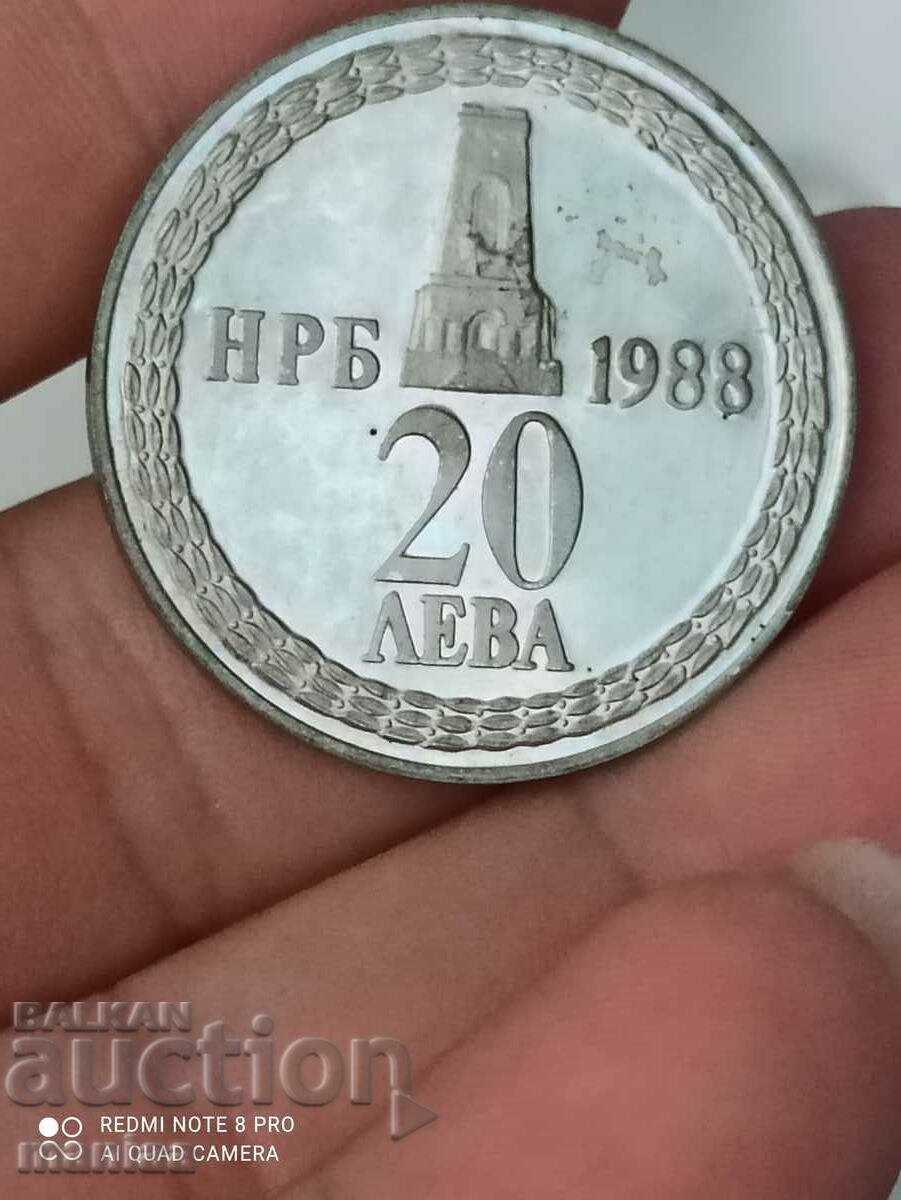 НРБ 1988
20
ЛЕВА
BALKAN
auction
REDMI NOTE 8 PRO
AI QUAD CAMERA